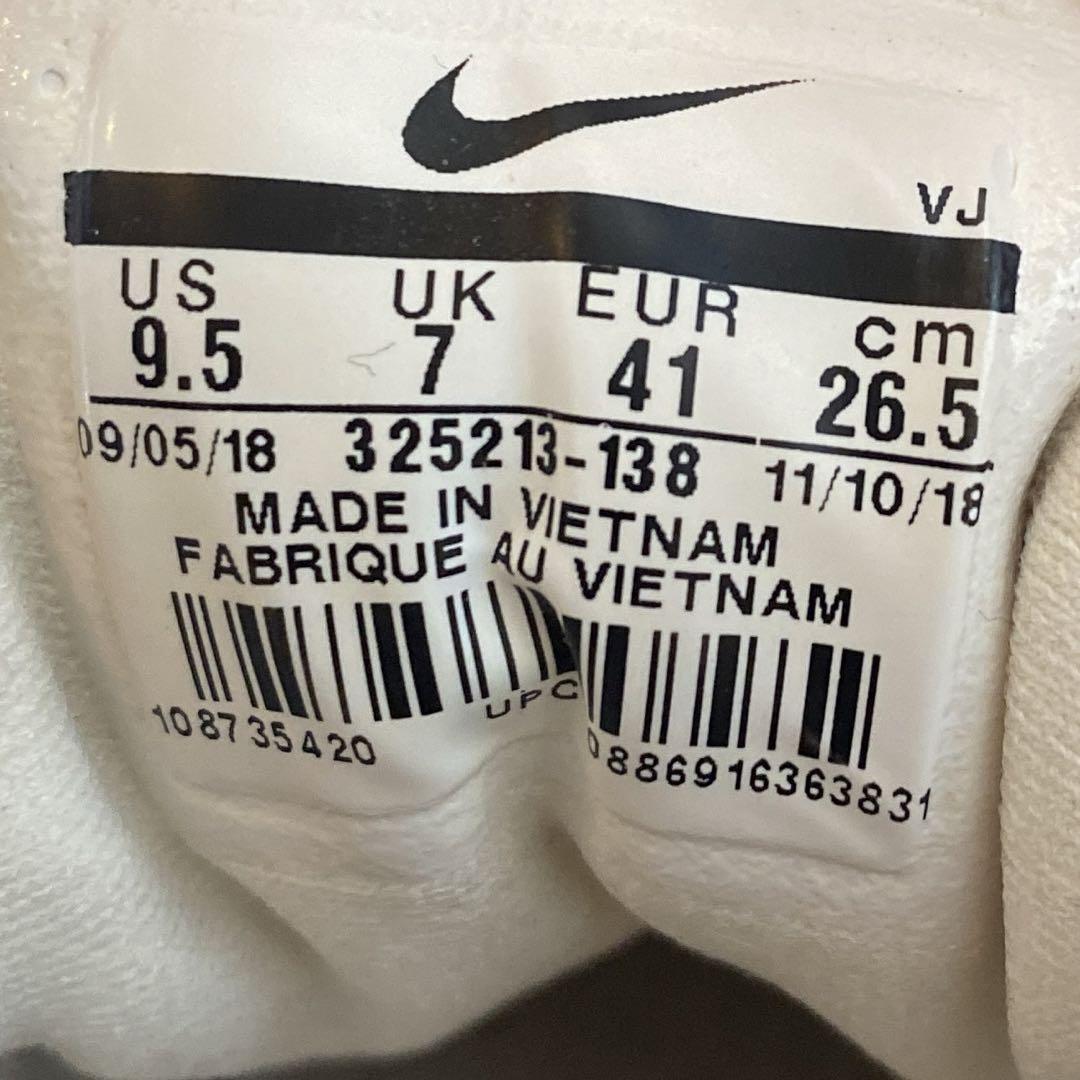 VJ
US UK EUR cm
9.5 7 41 26.5
09/05/18 325213-138 11/10/18
MADE IN VIETNAM
FABRIQUE AU VIETNAM
108735420 UPC 0886916363831